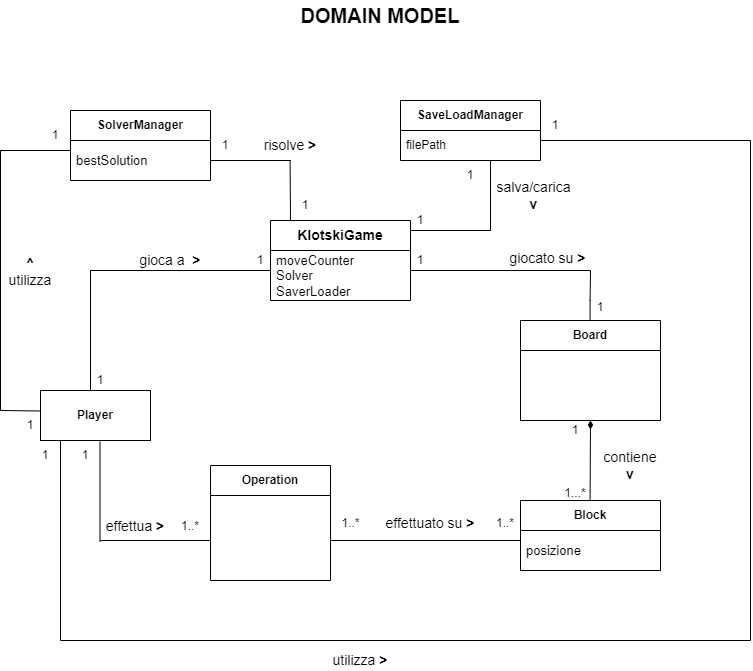 DOMAIN MODEL
SolverManager
bestSolution
SaveLoadManager
filePath
1
1
1
risolve >
1
1
salva/carica
v
1
1
KlotskiGame
moveCounter
Solver
SaverLoader
gioca a >
1
1
giocato su >
^
utilizza
1
Board
1
Player
1
1
1
1
contiene
v
1...*
Operation
effettua >
1..*
1..*
effettuato su >
1..*
Block
posizione
utilizza >